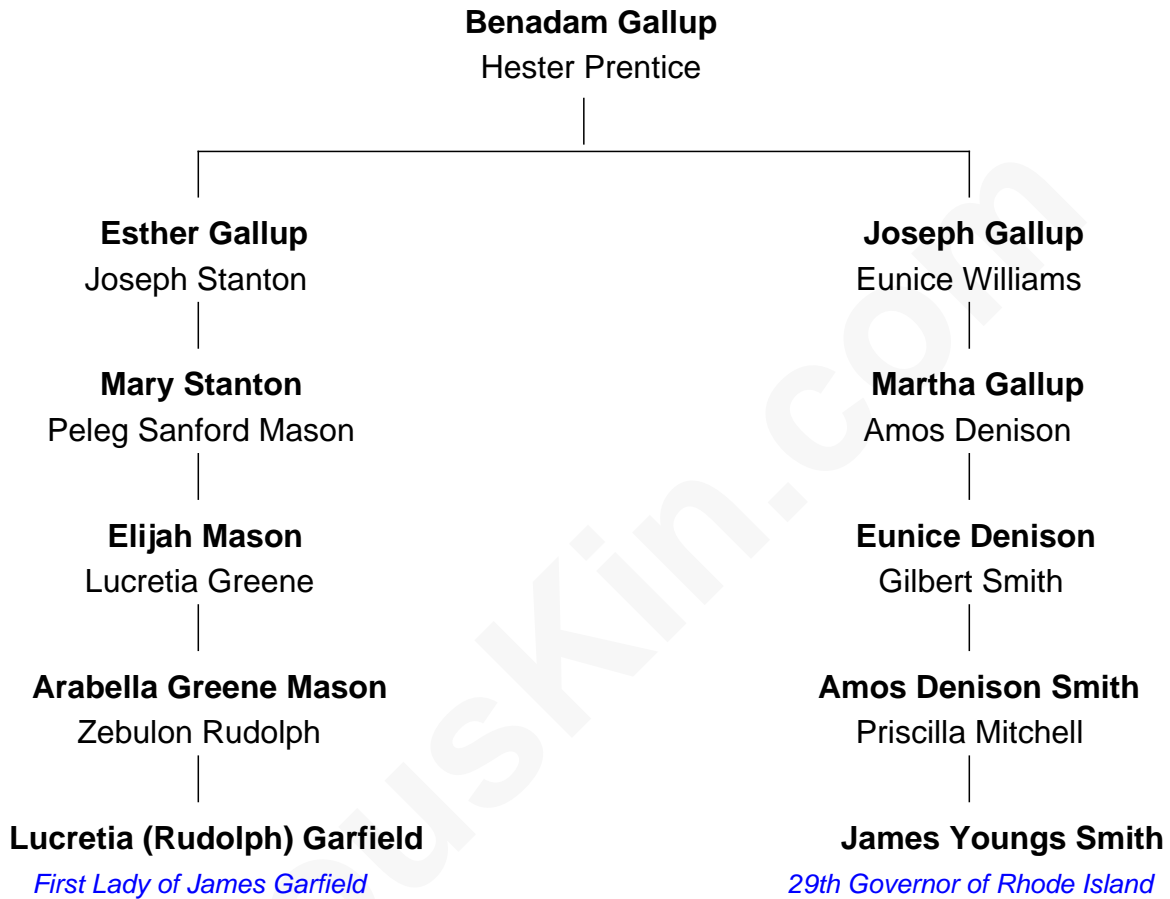 Benadam Gallup
Hester Prentice
Esther Gallup
Joseph Stanton
Joseph Gallup
Eunice Williams
Mary Stanton
Peleg Sanford Mason
Martha Gallup
Amos Denison
Elijah Mason
Lucretia Greene
Eunice Denison
Gilbert Smith
Arabella Greene Mason
Zebulon Rudolph
Amos Denison Smith
Priscilla Mitchell
Lucretia (Rudolph) Garfield
First Lady of James Garfield
James Youngs Smith
29th Governor of Rhode Island
usKin.com